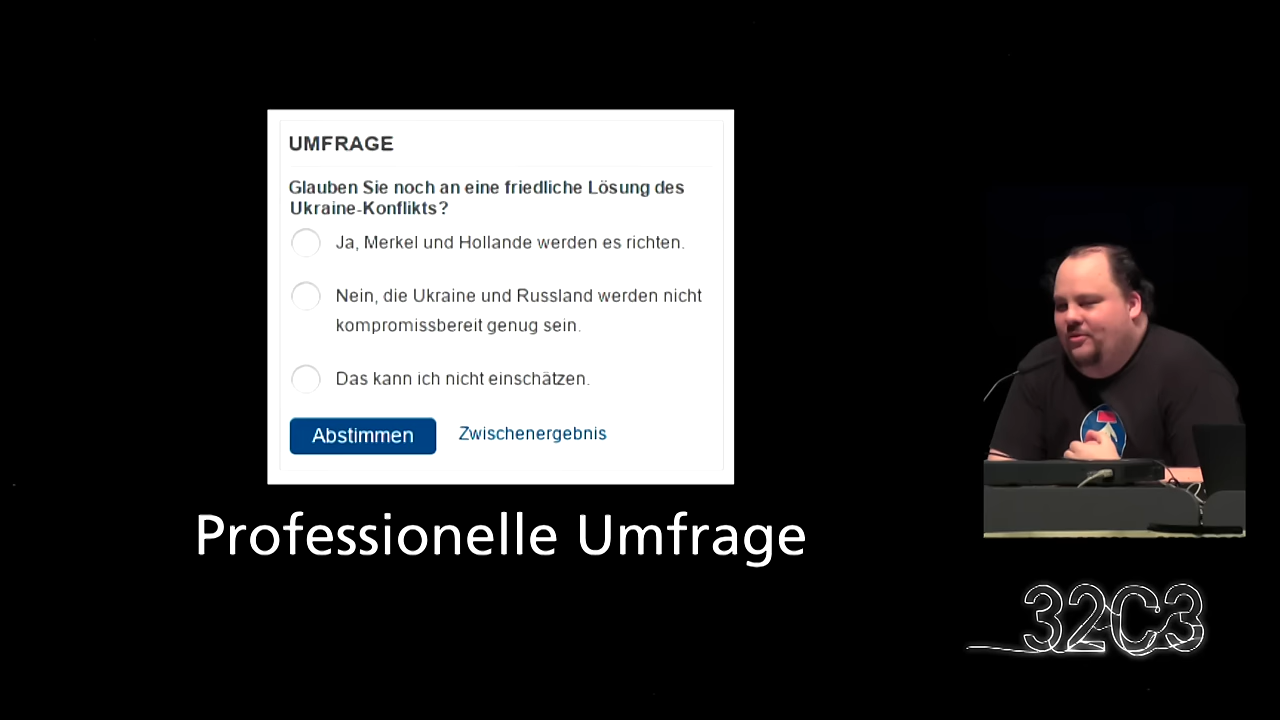 UMFRAGE
Glauben Sie noch an eine friedliche Lösung des
Ukraine-Konflikts?
Ja, Merkel und Hollande werden es richten.
Nein, die Ukraine und Russland werden nicht
kompromissbereit genug sein.
Das kann ich nicht einschätzen.
Abstimmen
Zwischenergebnis
Professionelle Umfrage
32C3